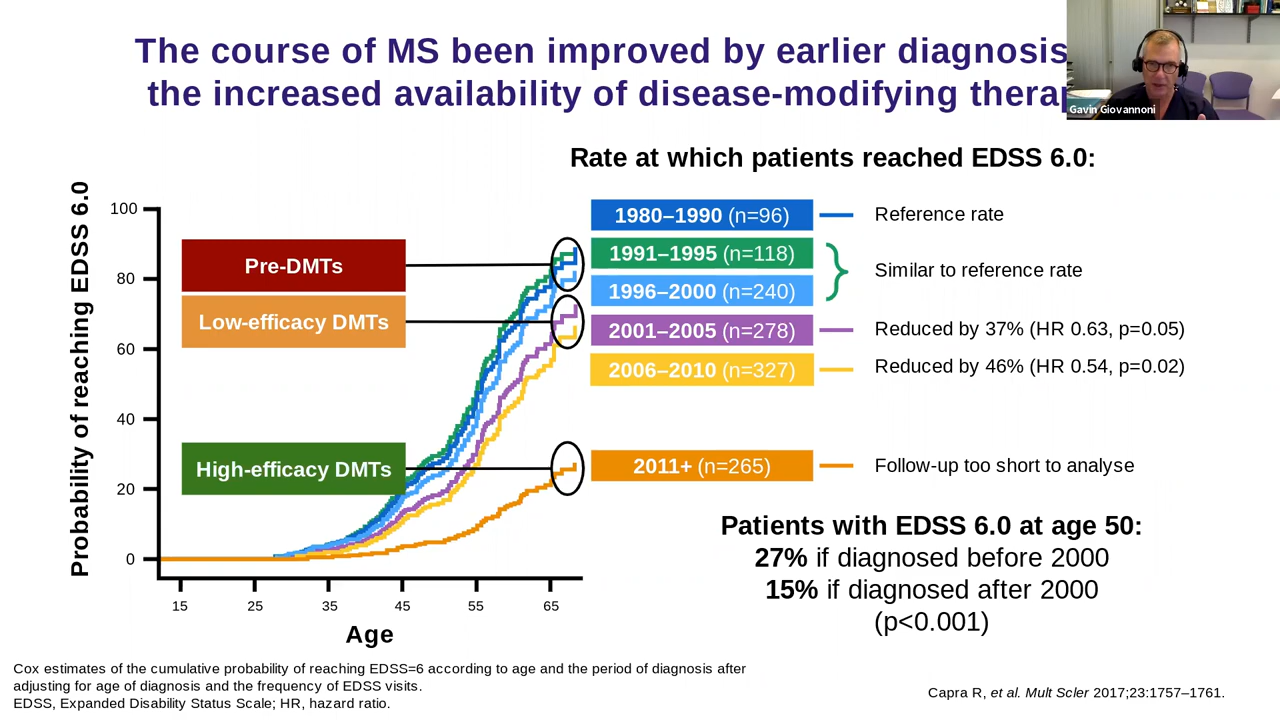 The course of MS been improved by earlier diagnosis
the increased availability of disease-modifying
Gavin Giovannoni
Rate at which patients reached EDSS 6.0:
Probability of reaching EDSS 6.0
100
80
60
40
20
0
Pre-DMTs
Low-efficacy DMTs
High-efficacy DMTs
1980–1990 (n=96)
Reference rate
1991–1995 (n=118)
Similar to reference rate
1996–2000 (n=240)
2001–2005 (n=278)
Reduced by 37% (HR 0.63, p=0.05)
2006–2010 (n=327)
Reduced by 46% (HR 0.54, p=0.02)
2011+ (n=265)
Follow-up too short to analyse
Patients with EDSS 6.0 at age 50:
27% if diagnosed before 2000
15% if diagnosed after 2000
(p<0.001)
15 25 35 45 55 65
Age
Cox estimates of the cumulative probability of reaching EDSS=6 according to age and the period of diagnosis after
adjusting for age of diagnosis and the frequency of EDSS visits.
EDSS, Expanded Disability Status Scale; HR, hazard ratio.
Capra R, et al. Mult Scler 2017;23:1757–1761.